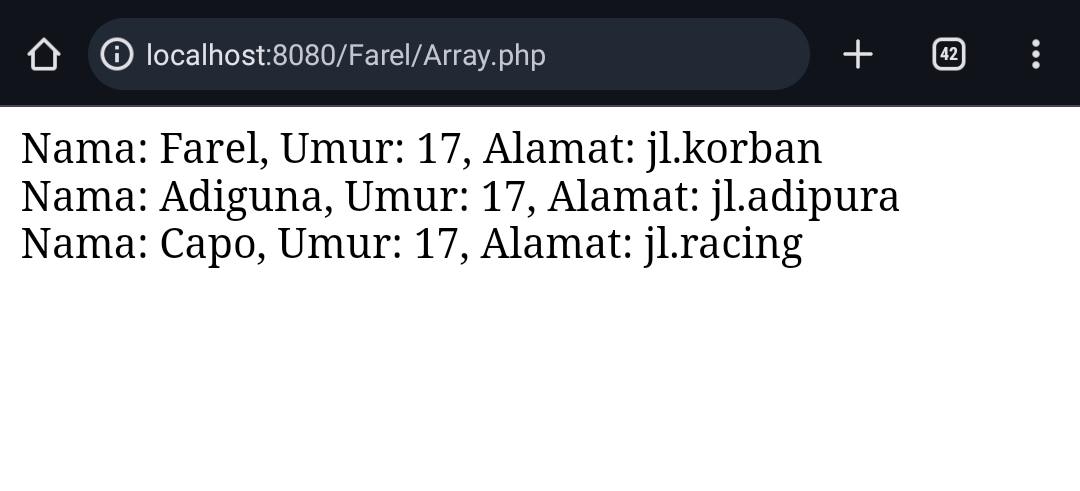 localhost:8080/Farel/Array.php
42
Nama: Farel, Umur: 17, Alamat: jl.korban
Nama: Adiguna, Umur: 17, Alamat: jl.adipura
Nama: Capo, Umur: 17, Alamat: jl.racing